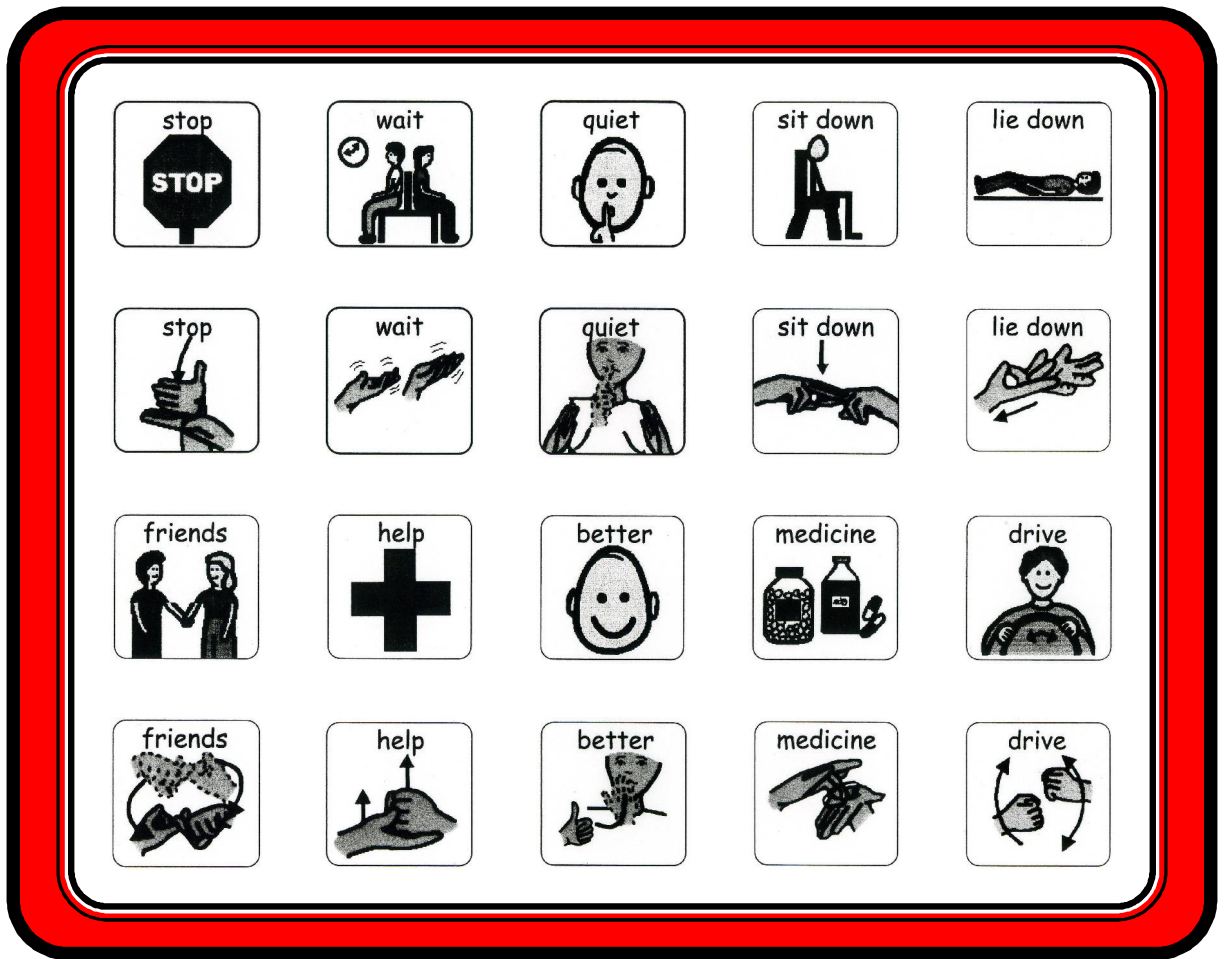 stop wait quiet sit down lie down
STOP
stop wait quiet sit down lie down
friends help better medicine drive
friends help better medicine drive